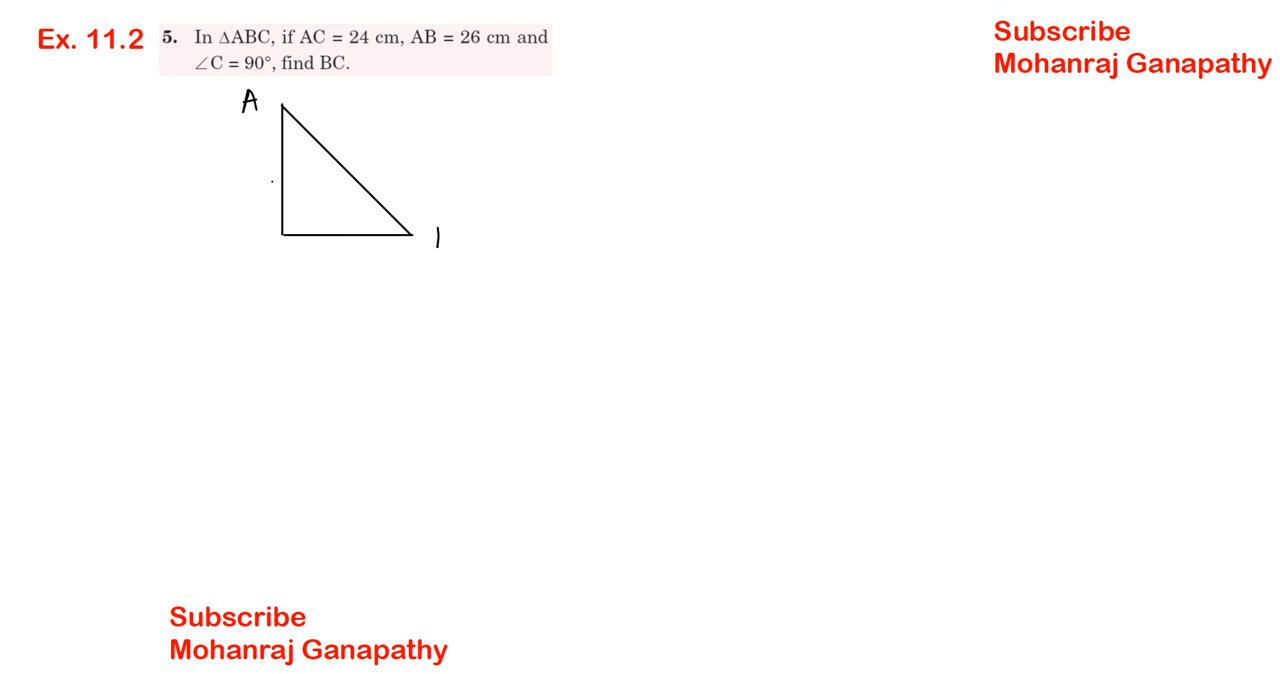 Ex. 11.2
5. In ΔABC, if AC = 24 cm, AB = 26 cm and
∠C = 90°, find BC.
Subscribe
Mohanraj Ganapathy
A
Subscribe
Mohanraj Ganapathy